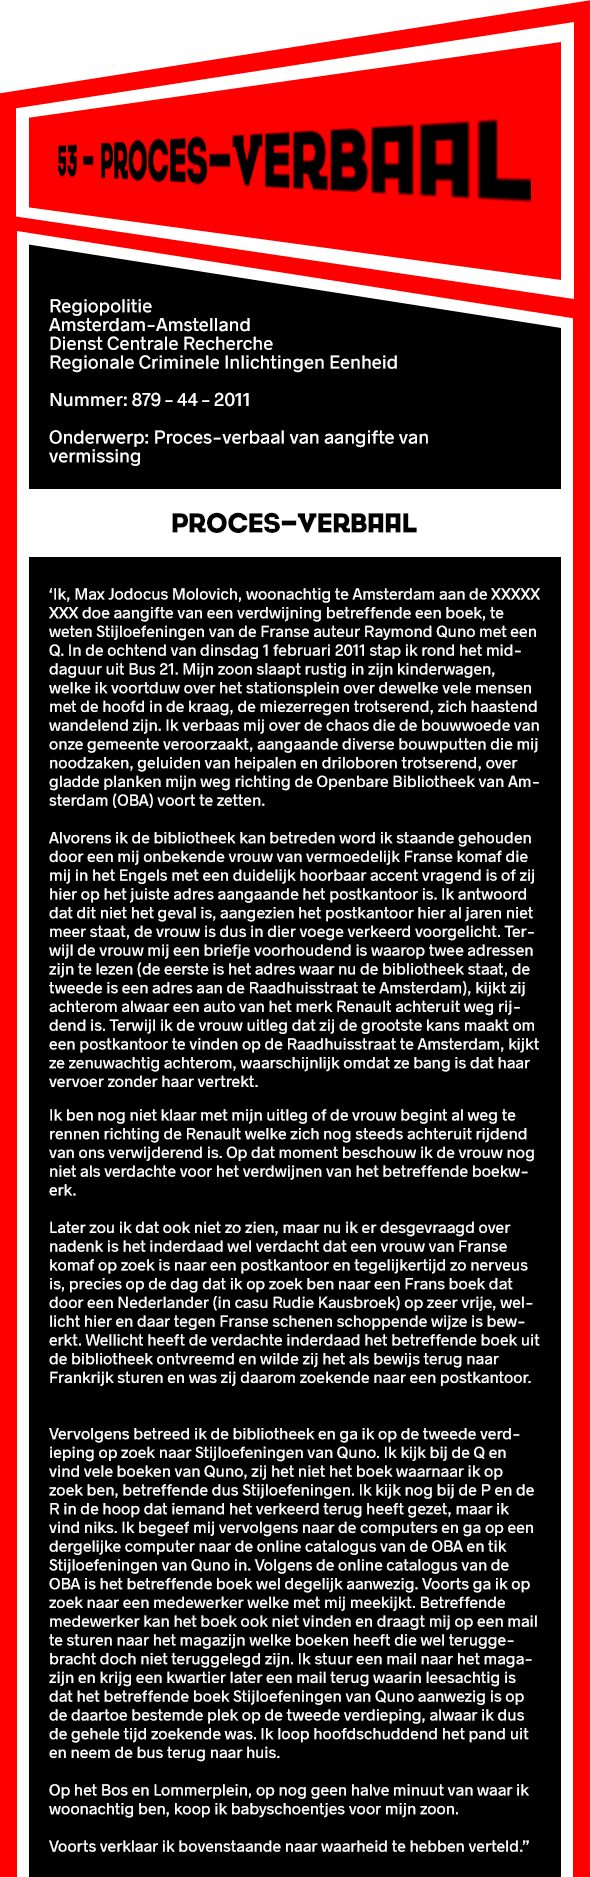 53 - PROCES-VERBAAL
Regiopolitie
Amsterdam-Amstelland
Dienst Centrale Recherche
Regionale Criminele Inlichtingen Eenheid
Nummer: 879 - 44 - 2011
Onderwerp: Proces-verbaal van aangifte van
vermissing
PROCES-VERBAAL
‘Ik, Max Jodocus Molovich, woonachtig te Amsterdam aan de XXXXX
XXX doe aangifte van een verdwijning betreffende een boek, te
weten Stijloefeningen van de Franse auteur Raymond Quno met een
Q. In de ochtend van dinsdag 1 februari 2011 stap ik rond het mid-
daguur uit Bus 21. Mijn zoon slaapt rustig in zijn kinderwagen,
welke ik voortduw over het stationsplein over dewelke vele mensen
met de hoofd in de kraag, de miezerregen trotserend, zich haastend
wandelend zijn. Ik verbaas mij over de chaos die de bouwwoede van
onze gemeente veroorzaakt, aangaande diverse bouwputten die mij
noodzaken, geluiden van heipalen en driloboren trotserend, over
gladde planken mijn weg richting de Openbare Bibliotheek van Am-
sterdam (OBA) voort te zetten.
Alvorens ik de bibliotheek kan betreden word ik staande gehouden
door een mij onbekende vrouw van vermoedelijk Franse komaf die
mij in het Engels met een duidelijk hoorbaar accent vragend is of zij
hier op het juiste adres aangaande het postkantoor is. Ik antwoord
dat dit niet het geval is, aangezien het postkantoor hier al jaren niet
meer staat, de vrouw is dus in dier voege verkeerd voorgelicht. Ter-
wijl de vrouw mij een briefje voorhoudend is waarop twee adressen
zijn te lezen (de eerste is het adres waar nu de bibliotheek staat, de
tweede is een adres aan de Raadhuisstraat te Amsterdam), kijkt zij
achterom alwaar een auto van het merk Renault achteruit weg rij-
dend is. Terwijl ik de vrouw uitleg dat zij de grootste kans maakt om
een postkantoor te vinden op de Raadhuisstraat te Amsterdam, kijkt
ze zenuwachtig achterom, waarschijnlijk omdat ze bang is dat haar
vervoer zonder haar vertrekt.
Ik ben nog niet klaar met mijn uitleg of de vrouw begint al weg te
rennen richting de Renault welke zich nog steeds achteruit rijdend
van ons verwijderend is. Op dat moment beschouw ik de vrouw nog
niet als verdachte voor het verdwijnen van het betreffende boekw-
erk.
Later zou ik dat ook niet zo zien, maar nu ik er desgevraagd over
nadenk is het inderdaad wel verdacht dat een vrouw van Franse
komaf op zoek is naar een postkantoor en tegelijkertijd zo nerveus
is, precies op de dag dat ik op zoek ben naar een Frans boek dat
door een Nederlander (in casu Rudie Kausbroek) op zeer vrije, wel-
licht hier en daar tegen Franse schenen schoppende wijze is bew-
erkt. Wellicht heeft de verdachte inderdaad het betreffende boek uit
de bibliotheek ontvreemd en wilde zij het als bewijs terug naar
Frankrijk sturen en was zij daarom zoekende naar een postkantoor.
Vervolgens betreed ik de bibliotheek en ga ik op de tweede verd-
ieping op zoek naar Stijloefeningen van Quno. Ik kijk bij de Q en
vind vele boeken van Quno, zij het niet het boek waarnaar ik op
zoek ben, betreffende dus Stijloefeningen. Ik kijk nog bij de P en de
R in de hoop dat iemand het verkeerd terug heeft gezet, maar ik
vind niks. Ik begeef mij vervolgens naar de computers en ga op een
dergelijke computer naar de online catalogus van de OBA en tik
Stijloefeningen van Quno in. Volgens de online catalogus van de
OBA is het betreffende boek wel degelijk aanwezig. Voorts ga ik op
zoek naar een medewerker welke met mij meekijkt. Betreffende
medewerker kan het boek ook niet vinden en draagt mij op een mail
te sturen naar het magazijn welke boeken heeft die wel terugge-
bracht doch niet teruggelegd zijn. Ik stuur een mail naar het maga-
zijn en krijg een kwartier later een mail terug waarin leesachtig is
dat het betreffende boek Stijloefeningen van Quno aanwezig is op
de daartoe bestemde plek op de tweede verdieping, alwaar ik dus
de gehele tijd zoekende was. Ik loop hoofdschuddend het pand uit
en neem de bus terug naar huis.
Op het Bos en Lommerplein, op nog geen halve minuut van waar ik
woonachtig ben, koop ik babyschoentjes voor mijn zoon.
Voorts verklaar ik bovenstaande naar waarheid te hebben verteld.”